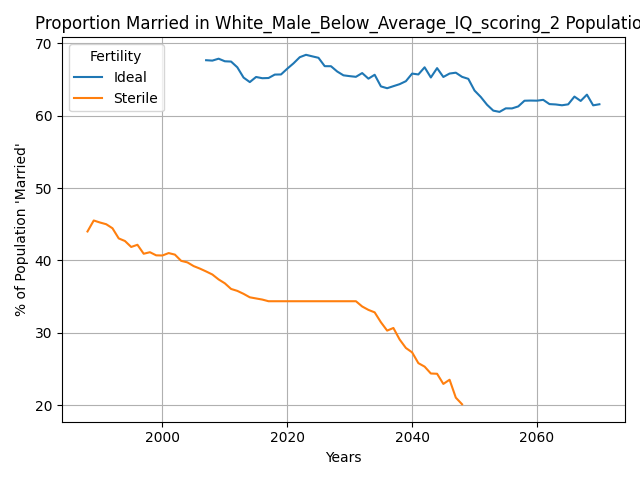 Proportion Married in White_Male_Below_Average_IQ_scoring_2 Populatio
Fertility
Ideal
Sterile
% of Population 'Married'
70
60
50
40
30
20
2000 2020 2040 2060
Years